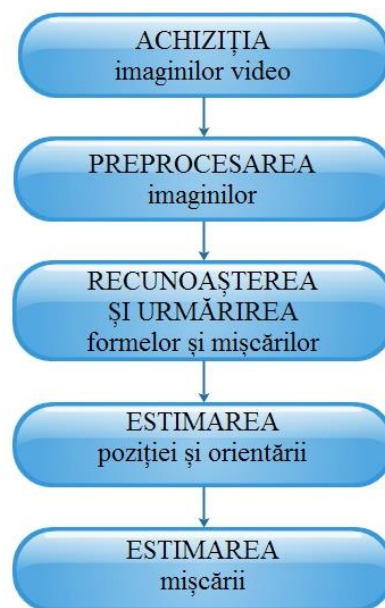 ACHIZIȚIA
imaginilor video
PREPROCESAREA
imaginilor
RECUNOAȘTEREA
ȘI URMĂRIREA
formelor și mișcărilor
ESTIMAREA
poziției și orientării
ESTIMAREA
mișcării